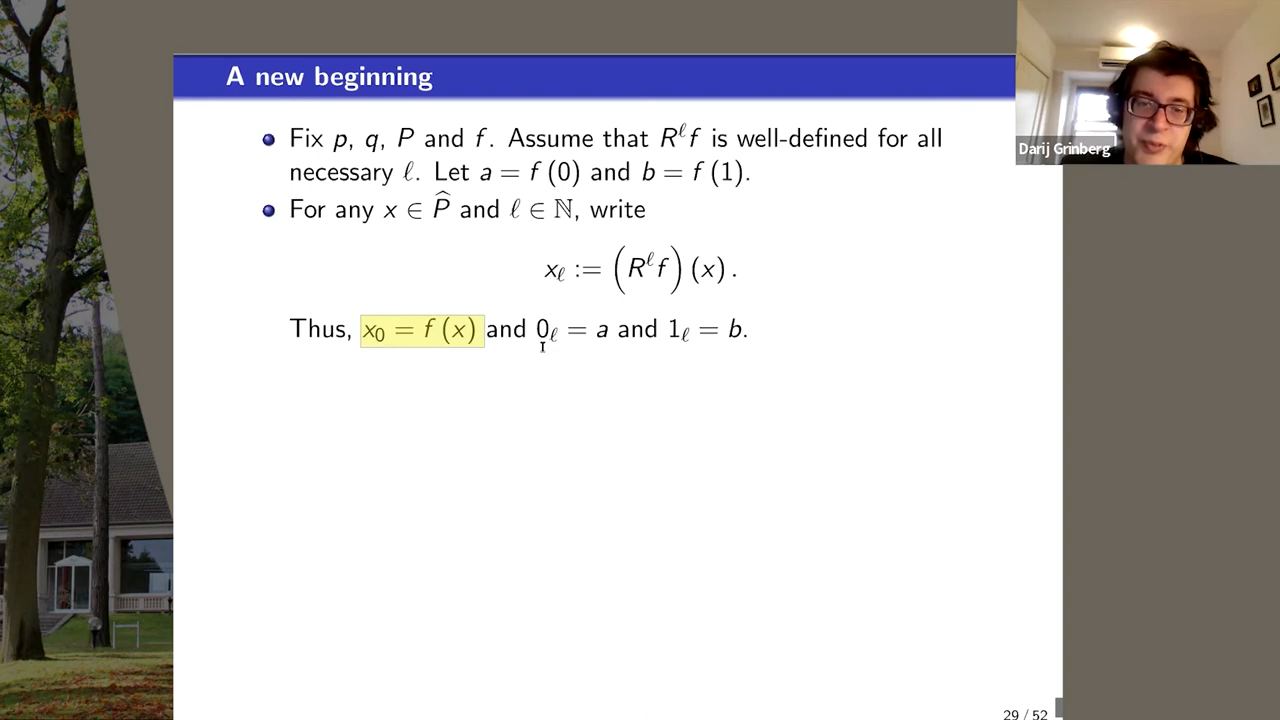 A new beginning
Fix p, q, P and f. Assume that R^ℓ f is well-defined for all
necessary ℓ. Let a = f (0) and b = f (1).
For any x ∈ P̂ and ℓ ∈ ℕ, write
x_ℓ := (R^ℓ f) (x) .
Thus, x_0 = f (x) and 0_ℓ = a and 1_ℓ = b.
Darij Grinberg
29 / 52